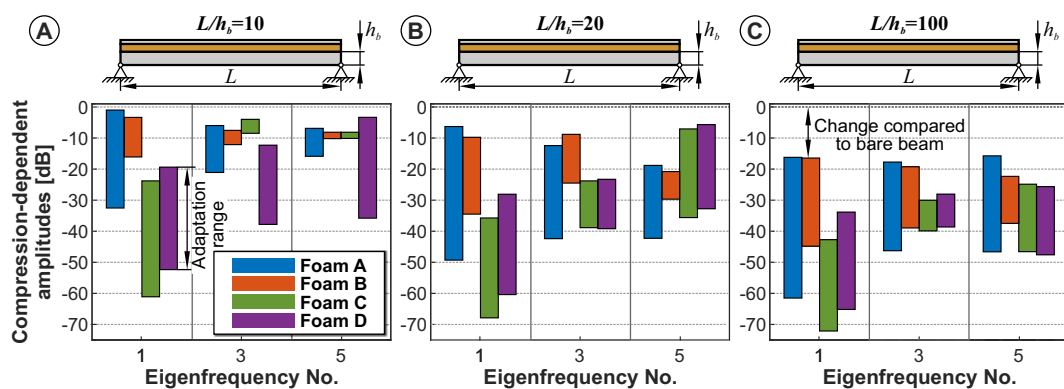 A
L/h_b=10
h_b
L
B
L/h_b=20
h_b
L
C
L/h_b=100
h_b
L
Compression-dependent
amplitudes [dB]
0
-10
-20
-30
-40
-50
-60
-70
Adaptation
range
Foam A
Foam B
Foam C
Foam D
1
3
5
Eigenfrequency No.
0
-10
-20
-30
-40
-50
-60
-70
1
3
5
Eigenfrequency No.
0
-10
-20
-30
-40
-50
-60
-70
Change compared
to bare beam
1
3
5
Eigenfrequency No.